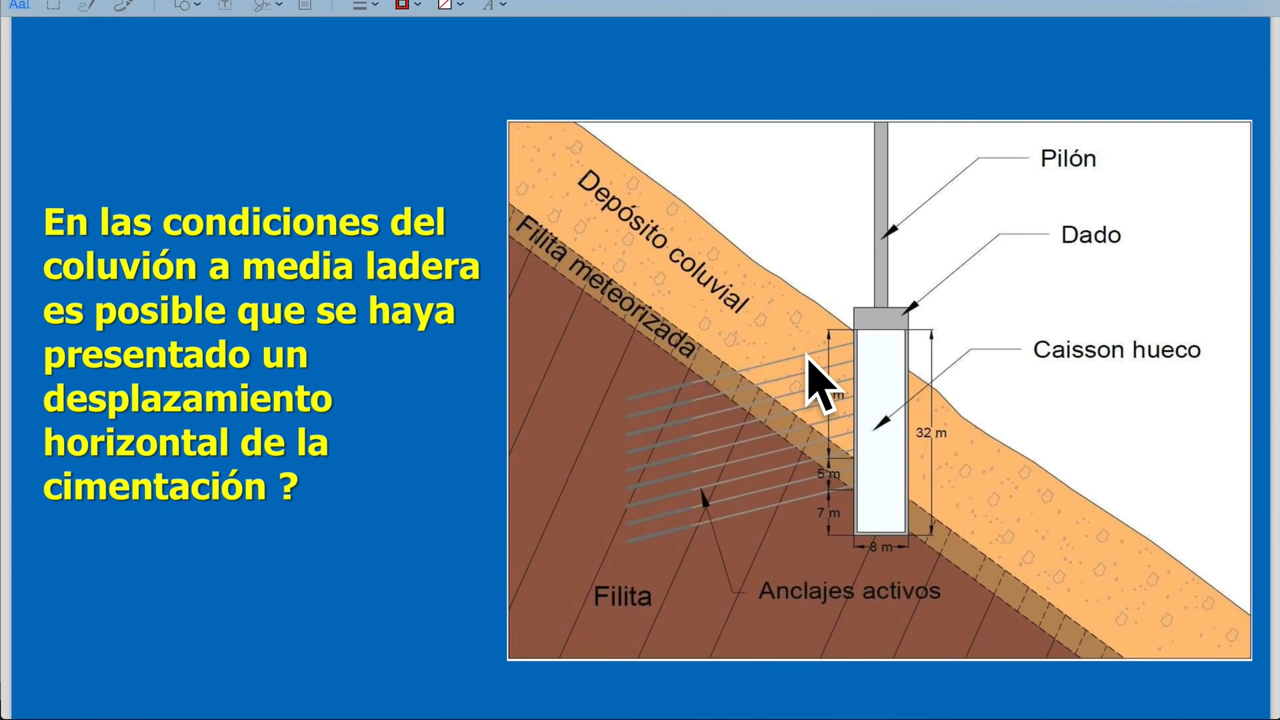 En las condiciones del
coluvión a media ladera
es posible que se haya
presentado un
desplazamiento
horizontal de la
cimentación ?
Pilón
Dado
Caisson hueco
Depósito coluvial
Filita meteorizada
m
32 m
5 m
7 m
8 m
Filita
Anclajes activos